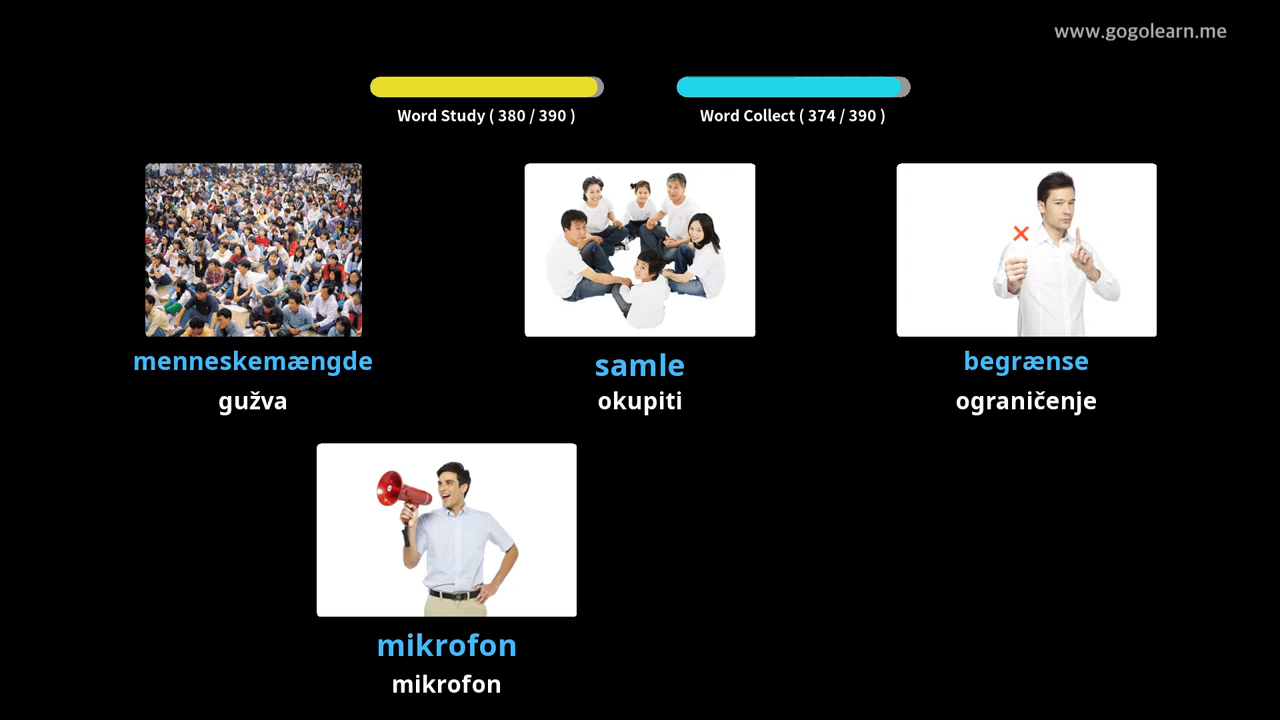 www.gogolearn.me
Word Study ( 380 / 390 )
Word Collect ( 374 / 390 )
menneskemængde
gužva
samle
okupiti
begrænse
ograničenje
mikrofon
mikrofon